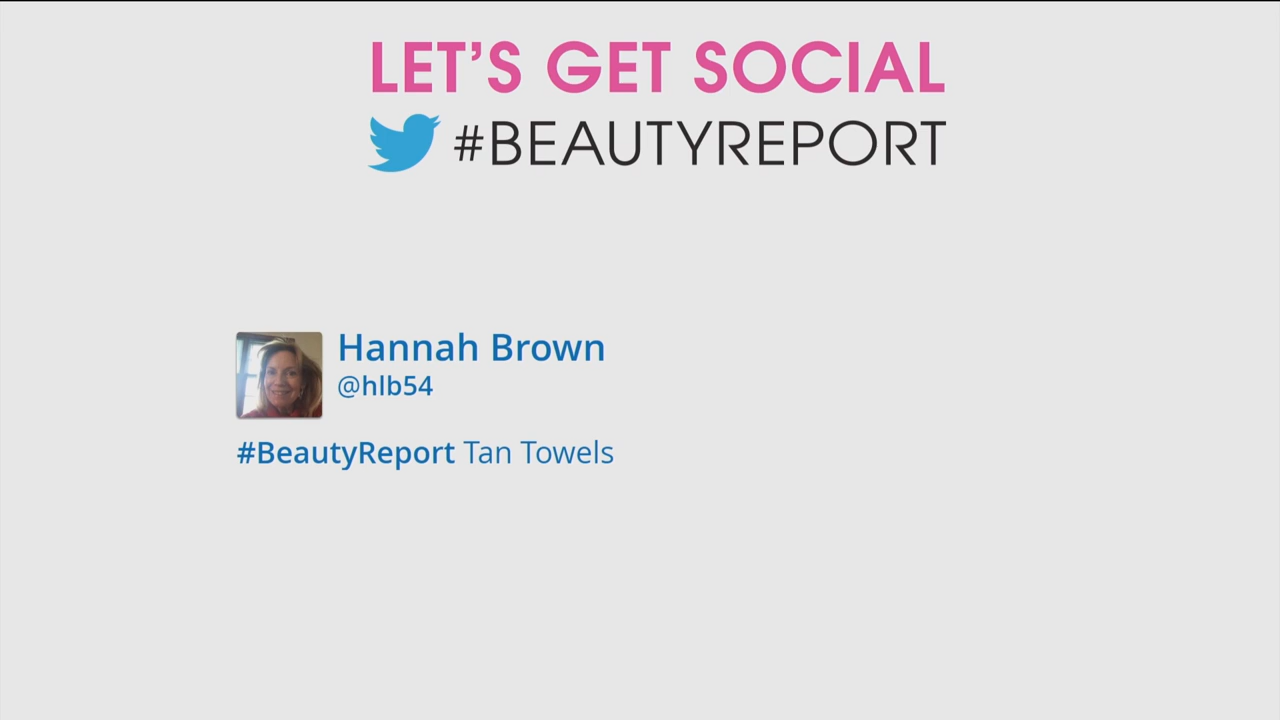 LET'S GET SOCIAL
#BEAUTYREPORT
Hannah Brown
@hlb54
#BeautyReport Tan Towels